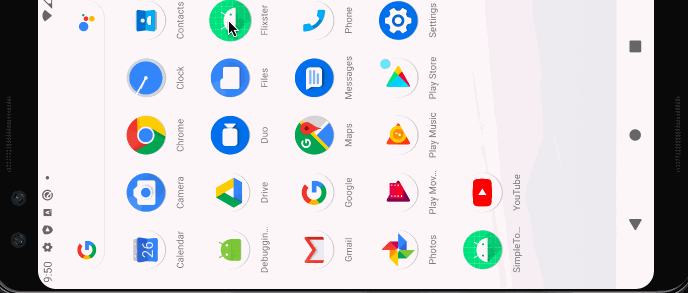 9:50
Calendar
Camera
Chrome
Clock
Contacts
Debuggin...
Drive
Duo
Files
Flixster
Gmail
Google
Maps
Messages
Phone
Photos
Play Mov...
Play Music
Play Store
Settings
SimpleTo...
YouTube
26
G